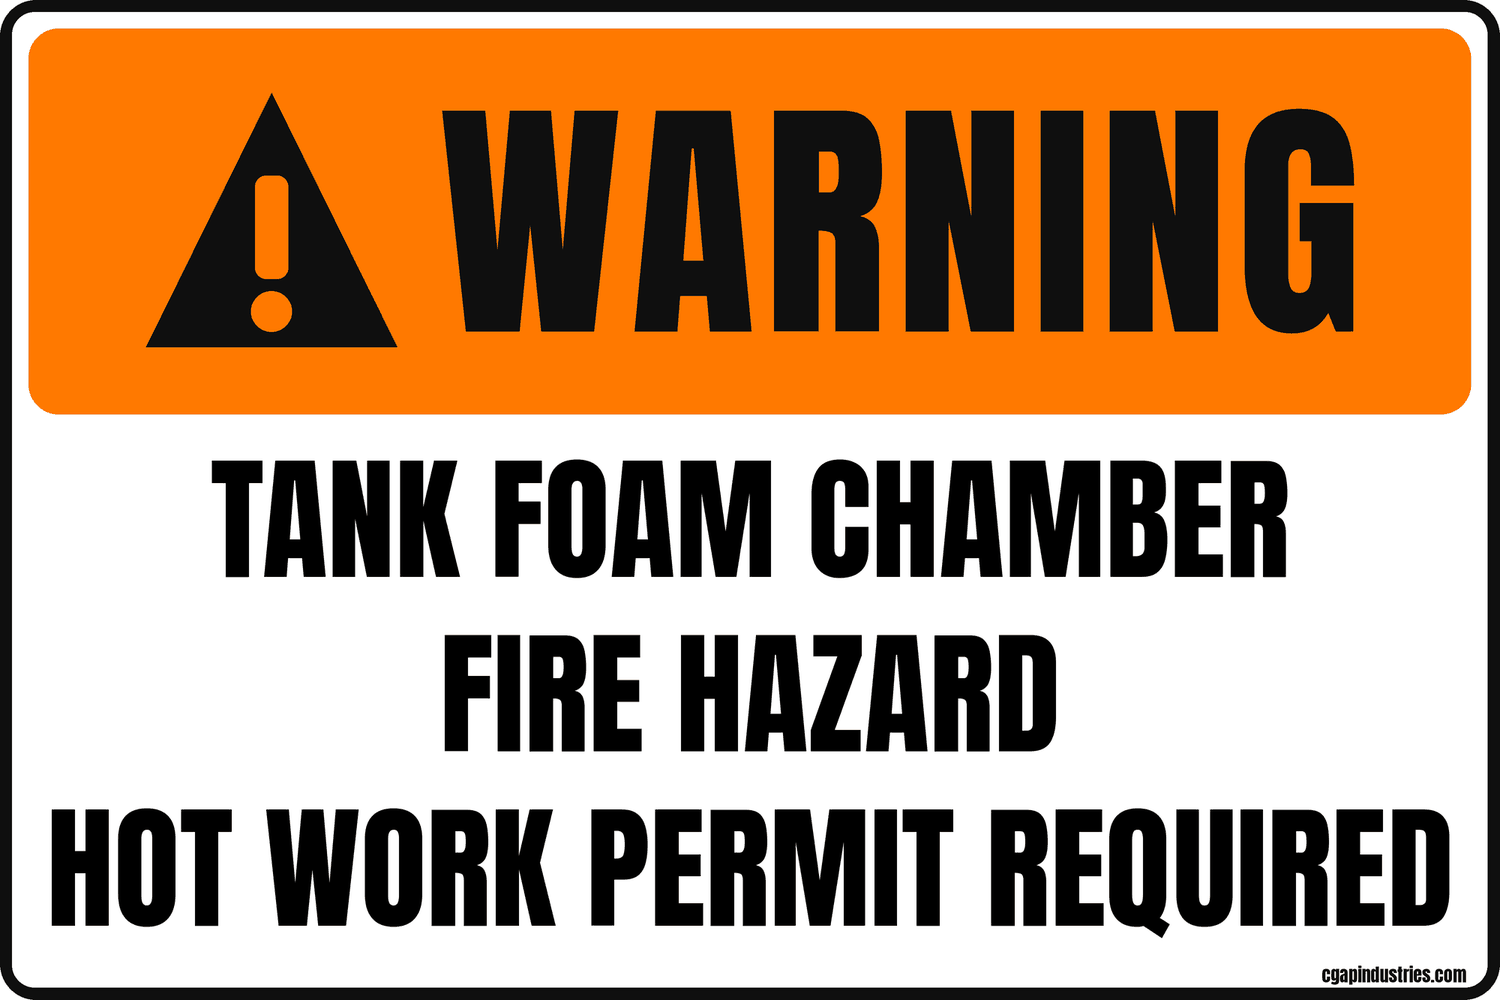 WARNING
TANK FOAM CHAMBER
FIRE HAZARD
HOT WORK PERMIT REQUIRED
cgapindustries.com